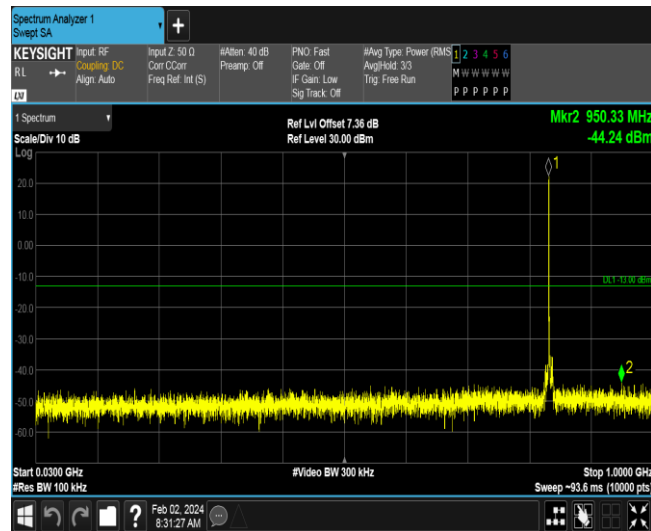 Spectrum Analyzer 1
Swept SA
+
KEYSIGHT
RL
LXI
Input: RF
Coupling: DC
Align: Auto
Input Z: 50 Ω
Corr CCorr
Freq Ref: Int (S)
#Atten: 40 dB
Preamp: Off
PNO: Fast
Gate: Off
IF Gain: Low
Sig Track: Off
#Avg Type: Power (RMS
Avg|Hold: 3/3
Trig: Free Run
1 2 3 4 5 6
M W W W W W
P P P P P P
1 Spectrum
Scale/Div 10 dB
Log
Ref Lvl Offset 7.36 dB
Ref Level 30.00 dBm
Mkr2 950.33 MHz
-44.24 dBm
1
20.0
10.0
0.00
-10.0
DL1 -13.00 dBm
-20.0
-30.0
-40.0
2
-50.0
-60.0
Start 0.0300 GHz
#Res BW 100 kHz
#Video BW 300 kHz
Stop 1.0000 GHz
Sweep ~93.6 ms (10000 pts)
?
Feb 02, 2024
8:31:27 AM